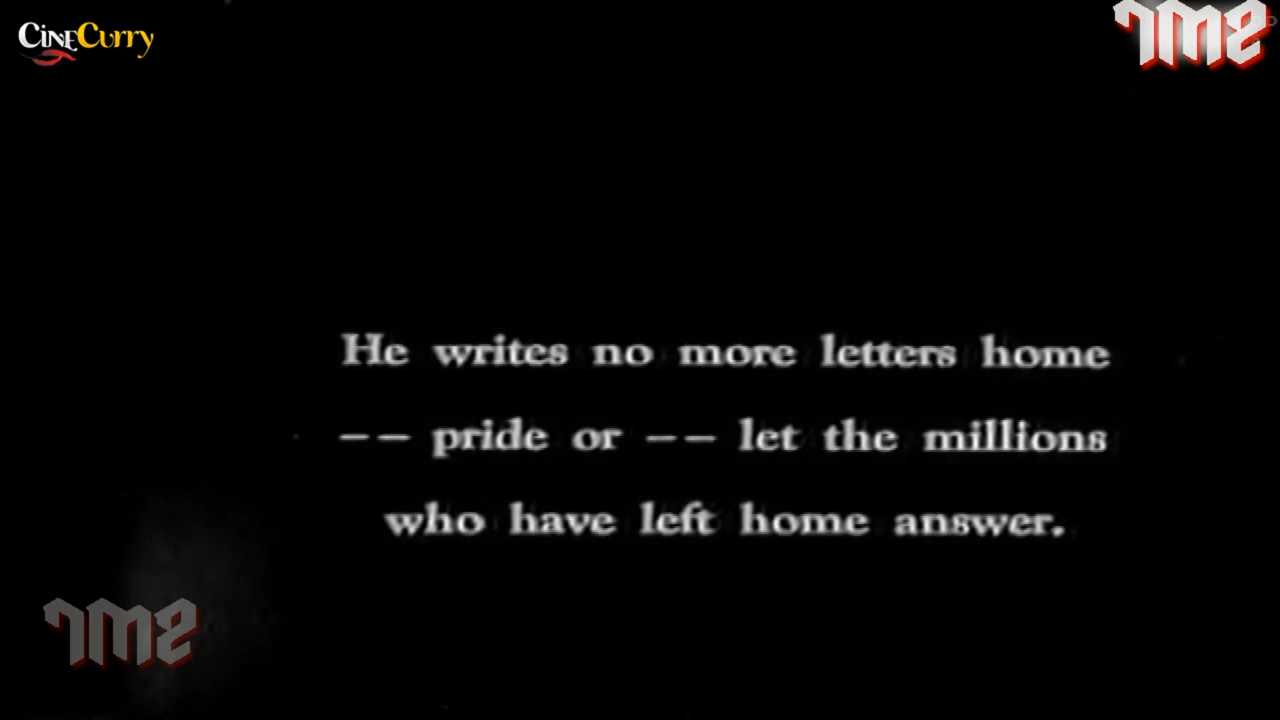 CINECURRY
He writes no more letters home
–– pride or –– let the millions
who have left home answer.